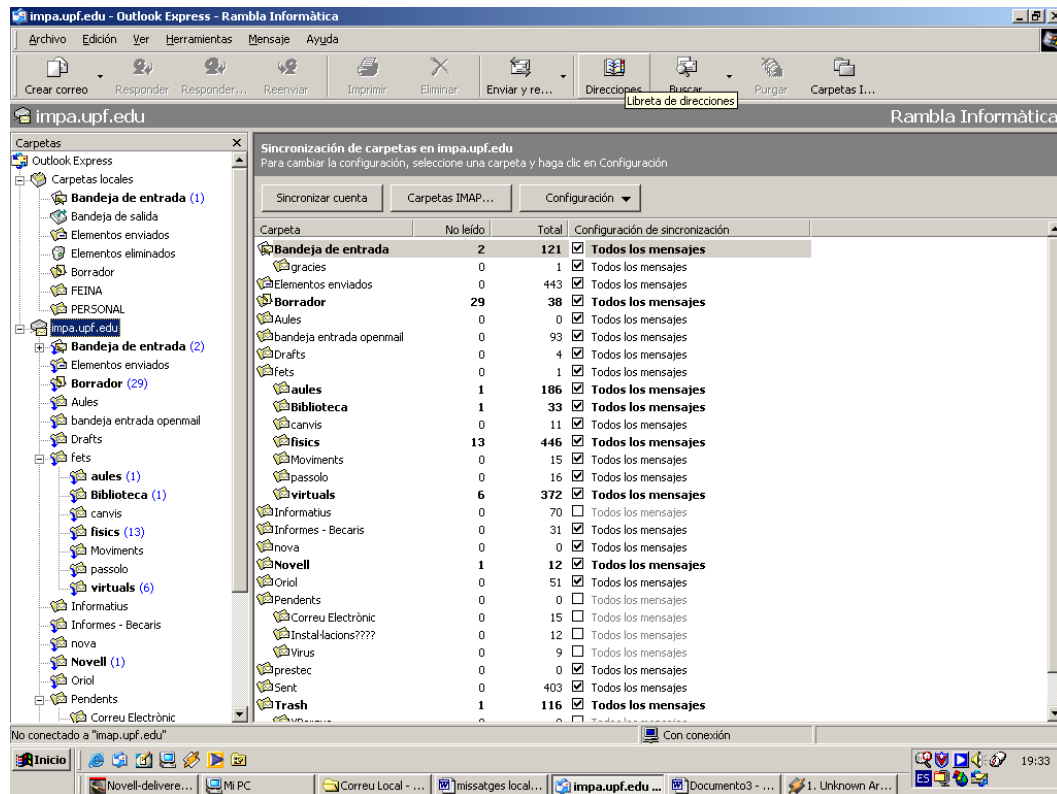 impa.upf.edu - Outlook Express - Rambla Informàtica
Archivo Edición Ver Herramientas Mensaje Ayuda
Crear correo Responder Responder... Reenviar Imprimir Eliminar Enviar y re... Direcciones Buscar Purgar Carpetas I...
Libreta de direcciones
impa.upf.edu Rambla Informàtica
Carpetas
Outlook Express
Carpetas locales
Bandeja de entrada (1)
Bandeja de salida
Elementos enviados
Elementos eliminados
Borrador
FEINA
PERSONAL
impa.upf.edu
Bandeja de entrada (2)
Elementos enviados
Borrador (29)
Aules
bandeja entrada openmail
Drafts
fets
aules (1)
Biblioteca (1)
canvis
fisics (13)
Moviments
passolo
virtuals (6)
Informatius
Informes - Becaris
nova
Novell (1)
Oriol
Pendents
Correu Electrònic
Sincronización de carpetas en impa.upf.edu
Para cambiar la configuración, seleccione una carpeta y haga clic en Configuración
Sincronizar cuenta Carpetas IMAP... Configuración
Carpeta No leído Total Configuración de sincronización
Bandeja de entrada 2 121 Todos los mensajes
gracies 0 1 Todos los mensajes
Elementos enviados 0 443 Todos los mensajes
Borrador 29 38 Todos los mensajes
Aules 0 0 Todos los mensajes
bandeja entrada openmail 0 93 Todos los mensajes
Drafts 0 4 Todos los mensajes
fets 0 1 Todos los mensajes
aules 1 186 Todos los mensajes
Biblioteca 1 33 Todos los mensajes
canvis 0 11 Todos los mensajes
fisics 13 446 Todos los mensajes
Moviments 0 15 Todos los mensajes
passolo 0 16 Todos los mensajes
virtuals 6 372 Todos los mensajes
Informatius 0 70 Todos los mensajes
Informes - Becaris 0 31 Todos los mensajes
nova 0 0 Todos los mensajes
Novell 1 12 Todos los mensajes
Oriol 0 51 Todos los mensajes
Pendents 0 0 Todos los mensajes
Correu Electrònic 0 15 Todos los mensajes
Instal·lacions???? 0 12 Todos los mensajes
Virus 0 9 Todos los mensajes
prestec 0 0 Todos los mensajes
Sent 0 403 Todos los mensajes
Trash 1 116 Todos los mensajes
No conectado a "imap.upf.edu" Con conexión
Inicio 19:33
Novell-delivere... Mi PC Correu Local - ... missatges local... impa.upf.edu ... Documento3 - ... 1. Unknown Ar...
ES